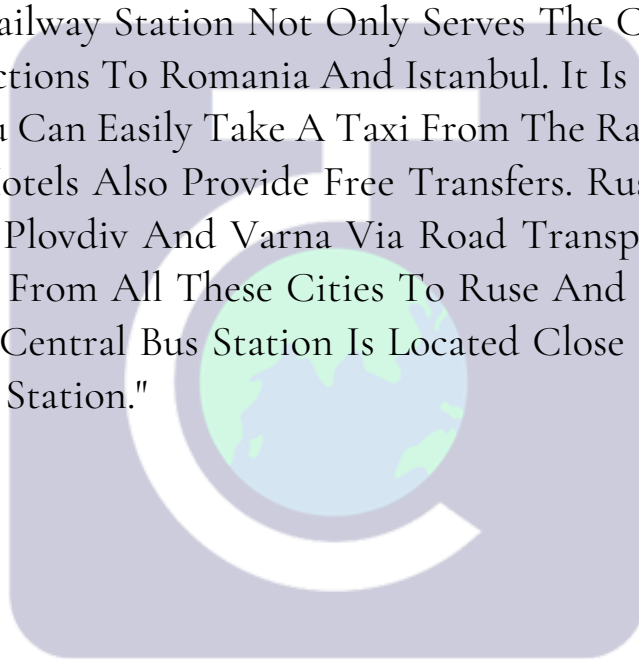 ailway Station Not Only Serves The C
ctions To Romania And Istanbul. It Is
u Can Easily Take A Taxi From The Ra
otels Also Provide Free Transfers. Rus
Plovdiv And Varna Via Road Transp
From All These Cities To Ruse And
Central Bus Station Is Located Close
Station."